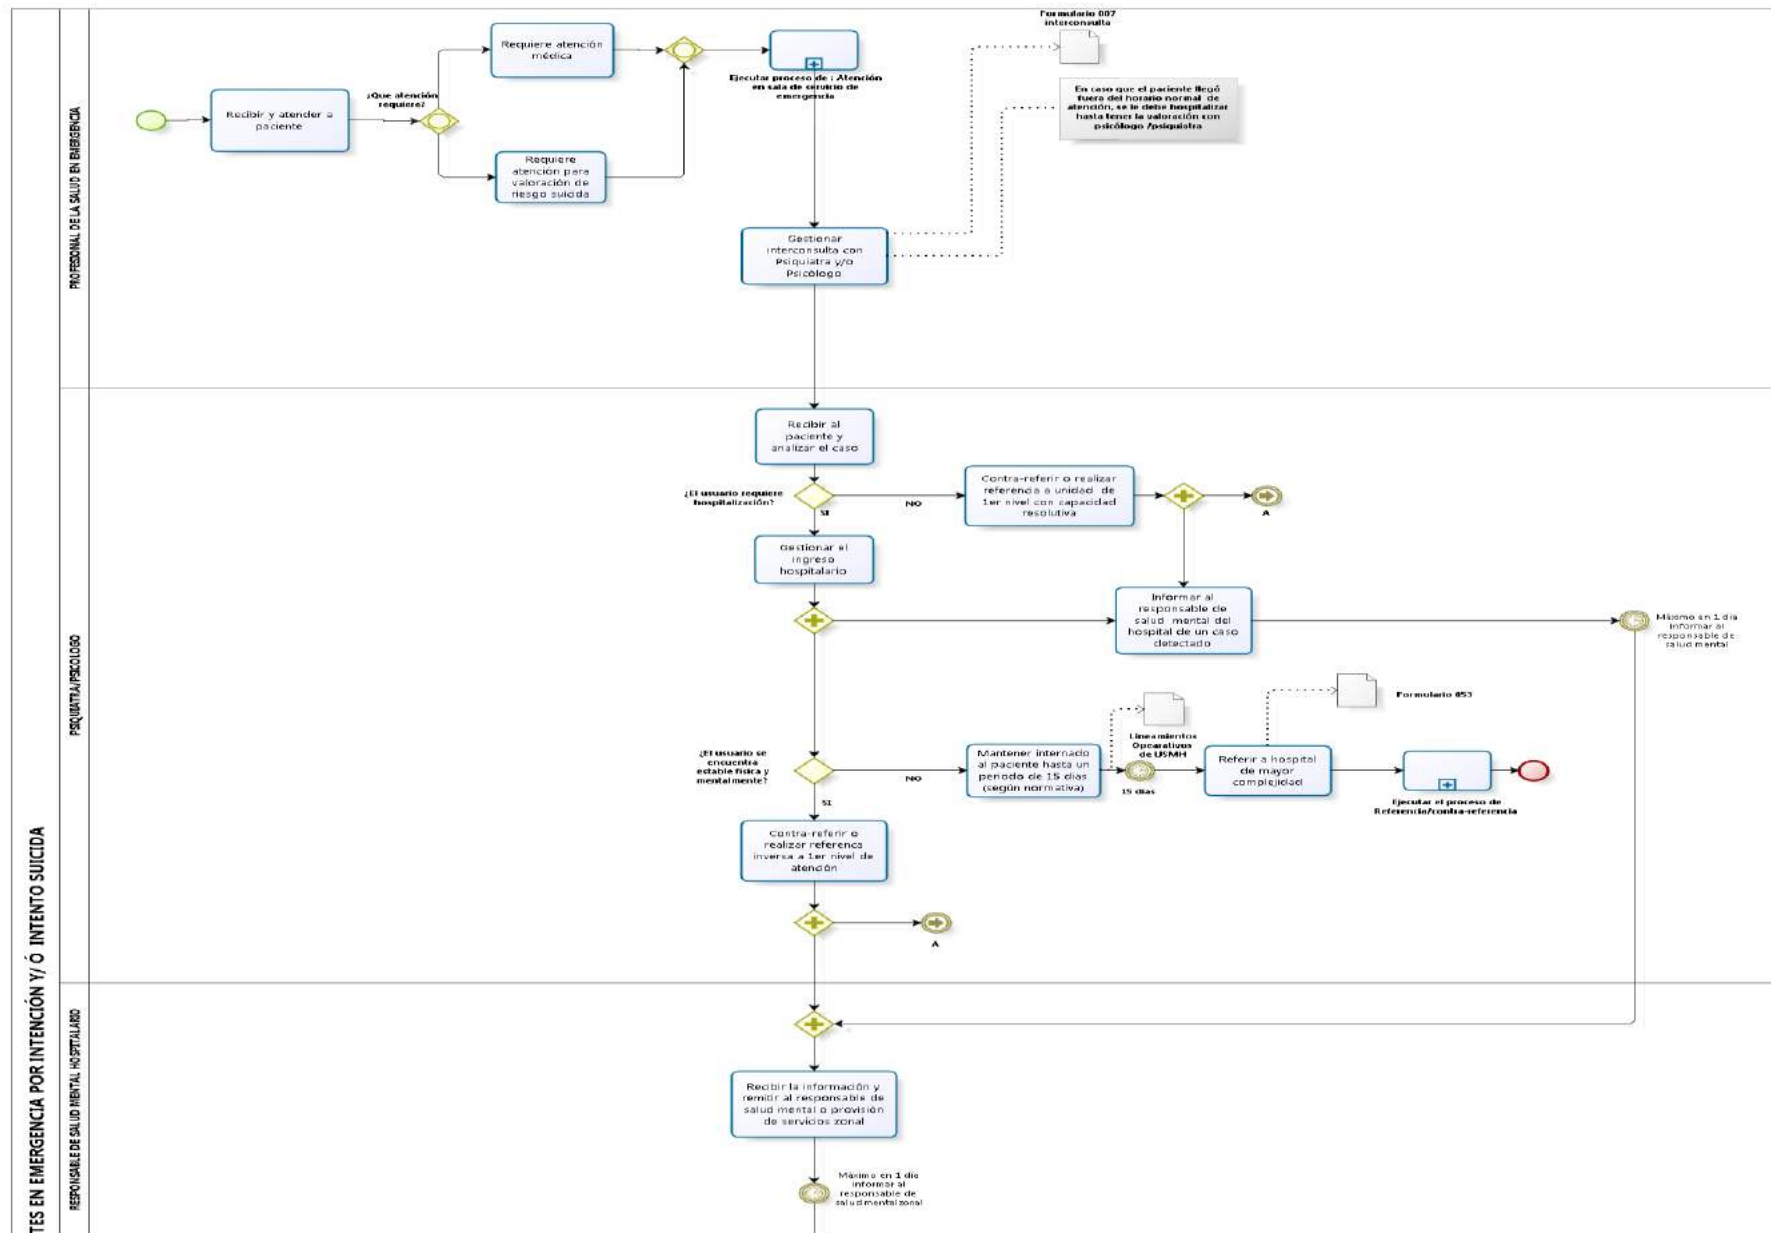 TES EN EMERGENCIA POR INTENCIÓN Y/ Ó INTENTO SUICIDA
PROFESIONAL DE LA SALUD EN EMERGENCIA
Recibir y atender a
paciente
¿Que atención
requiere?
Requiere atención
médica
Requiere
atención para
valoración de
riesgo suicida
Ejecutar proceso de : Atención
en sala de servicio de
emergencia
Formulario 007
interconsulta
En caso que el paciente llegó
fuera del horario normal de
atención, se le debe hospitalizar
hasta tener la valoración con
psicólogo /psiquiatra
Gestionar
interconsulta con
Psiquiatra y/o
Psicólogo
PSIQUIATRA/PSICOLOGO
Recibir al
paciente y
analizar el caso
¿El usuario requiere
hospitalización?
NO
SI
Contra-referir o realizar
referencia a unidad de
1er nivel con capacidad
resolutiva
A
Gestionar el
ingreso
hospitalario
Informar al
responsable de
salud mental del
hospital de un caso
detectado
Máximo en 1 día
informar al
responsable de
salud mental
¿El usuario se
encuentra
estable física y
mentalmente?
NO
SI
Mantener internado
al paciente hasta un
periodo de 15 días
(según normativa)
Lineamientos
Opearativos
de USMH
15 días
Referir a hospital
de mayor
complejidad
Formulario 053
Ejecutar el proceso de
Referencia/contra-referencia
Contra-referir o
realizar referenca
inversa a 1er nivel de
atención
A
RESPONSABLE DE SALUD MENTAL HOSPITALARIO
Recibir la información y
remitir al responsable de
salud mental o provisión
de servicios zonal
Máximo en 1 día
informar al
responsable de
salud mental zonal